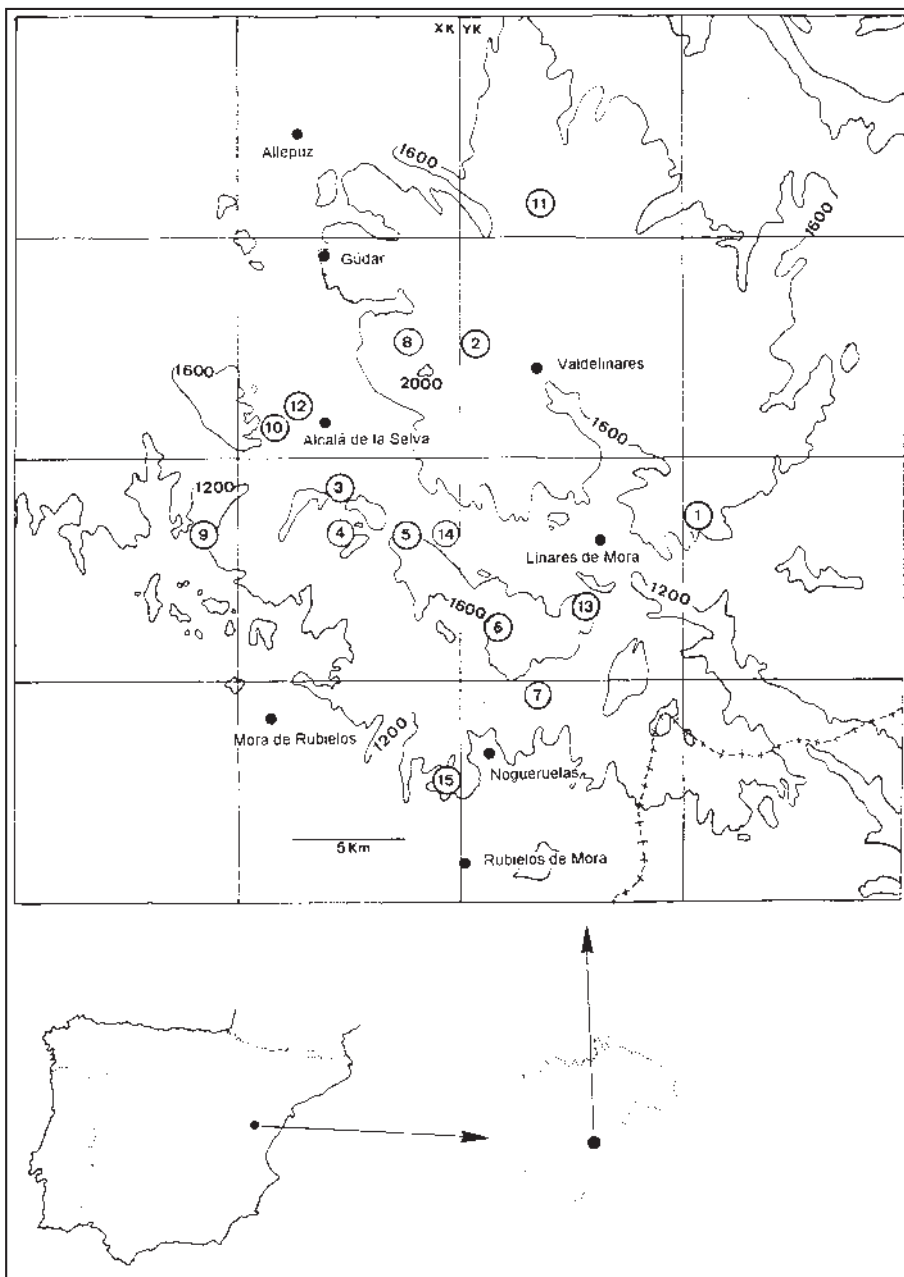 XK YK
Allepuz
1600
11
1600
Gúdar
8
2
2000
Valdelinares
1600
12
10
Alcalá de la Selva
1600
3
1200
1
9
4
5
14
Linares de Mora
1200
13
1600
6
7
Mora de Rubielos
1200
Nogueruelas
15
5 Km
Rubielos de Mora